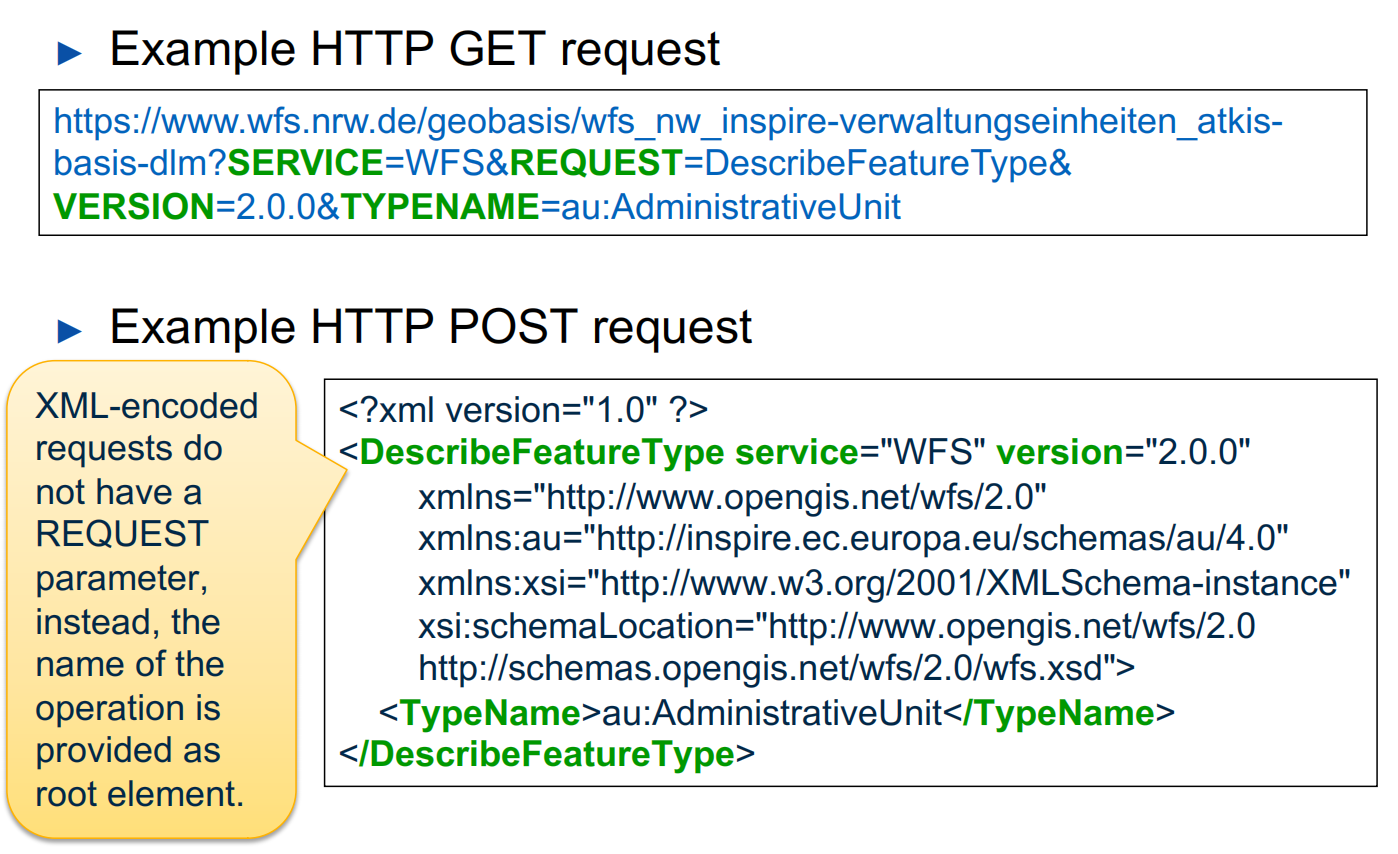 ► Example HTTP GET request
https://www.wfs.nrw.de/geobasis/wfs_nw_inspire-verwaltungseinheiten_atkis-
basis-dlm?SERVICE=WFS&REQUEST=DescribeFeatureType&
VERSION=2.0.0&TYPENAME=au:AdministrativeUnit
► Example HTTP POST request
XML-encoded
requests do
not have a
REQUEST
parameter,
instead, the
name of the
operation is
provided as
root element.
<?xml version="1.0" ?>
<DescribeFeatureType service="WFS" version="2.0.0"
xmlns="http://www.opengis.net/wfs/2.0"
xmlns:au="http://inspire.ec.europa.eu/schemas/au/4.0"
xmlns:xsi="http://www.w3.org/2001/XMLSchema-instance"
xsi:schemaLocation="http://www.opengis.net/wfs/2.0
http://schemas.opengis.net/wfs/2.0/wfs.xsd">
<TypeName>au:AdministrativeUnit</TypeName>
</DescribeFeatureType>